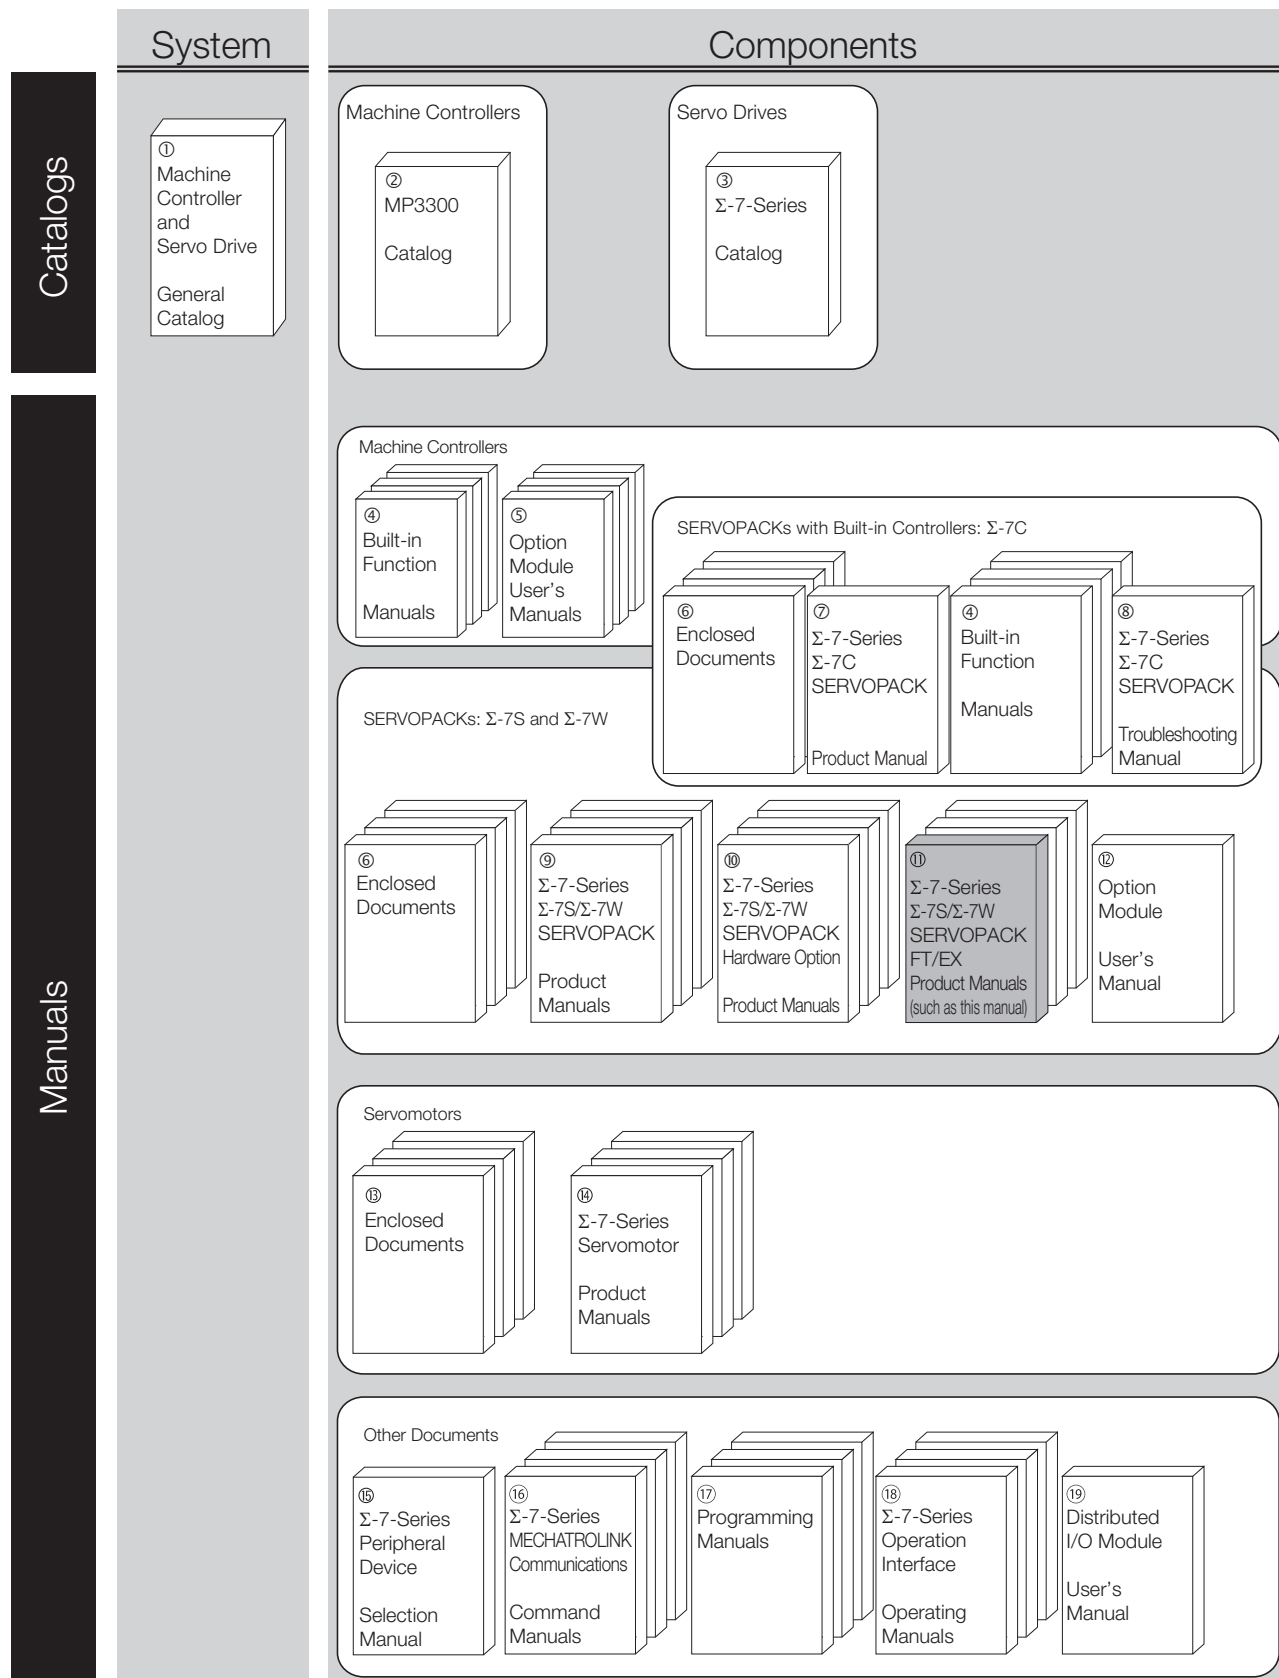 System
Components
Catalogs
①
Machine
Controller
and
Servo Drive
General
Catalog
Machine Controllers
②
MP3300
Catalog
Servo Drives
③
Σ-7-Series
Catalog
Manuals
Machine Controllers
④
Built-in
Function
Manuals
⑤
Option
Module
User's
Manuals
SERVOPACKs with Built-in Controllers: Σ-7C
⑥
Enclosed
Documents
⑦
Σ-7-Series
Σ-7C
SERVOPACK
Product Manual
④
Built-in
Function
Manuals
⑧
Σ-7-Series
Σ-7C
SERVOPACK
Troubleshooting
Manual
SERVOPACKs: Σ-7S and Σ-7W
⑥
Enclosed
Documents
⑨
Σ-7-Series
Σ-7S/Σ-7W
SERVOPACK
Product
Manuals
⑩
Σ-7-Series
Σ-7S/Σ-7W
SERVOPACK
Hardware Option
Product Manuals
⑪
Σ-7-Series
Σ-7S/Σ-7W
SERVOPACK
FT/EX
Product Manuals
(such as this manual)
⑫
Option
Module
User's
Manual
Servomotors
⑬
Enclosed
Documents
⑭
Σ-7-Series
Servomotor
Product
Manuals
Other Documents
⑮
Σ-7-Series
Peripheral
Device
Selection
Manual
⑯
Σ-7-Series
MECHATROLINK
Communications
Command
Manuals
⑰
Programming
Manuals
⑱
Σ-7-Series
Operation
Interface
Operating
Manuals
⑲
Distributed
I/O Module
User's
Manual